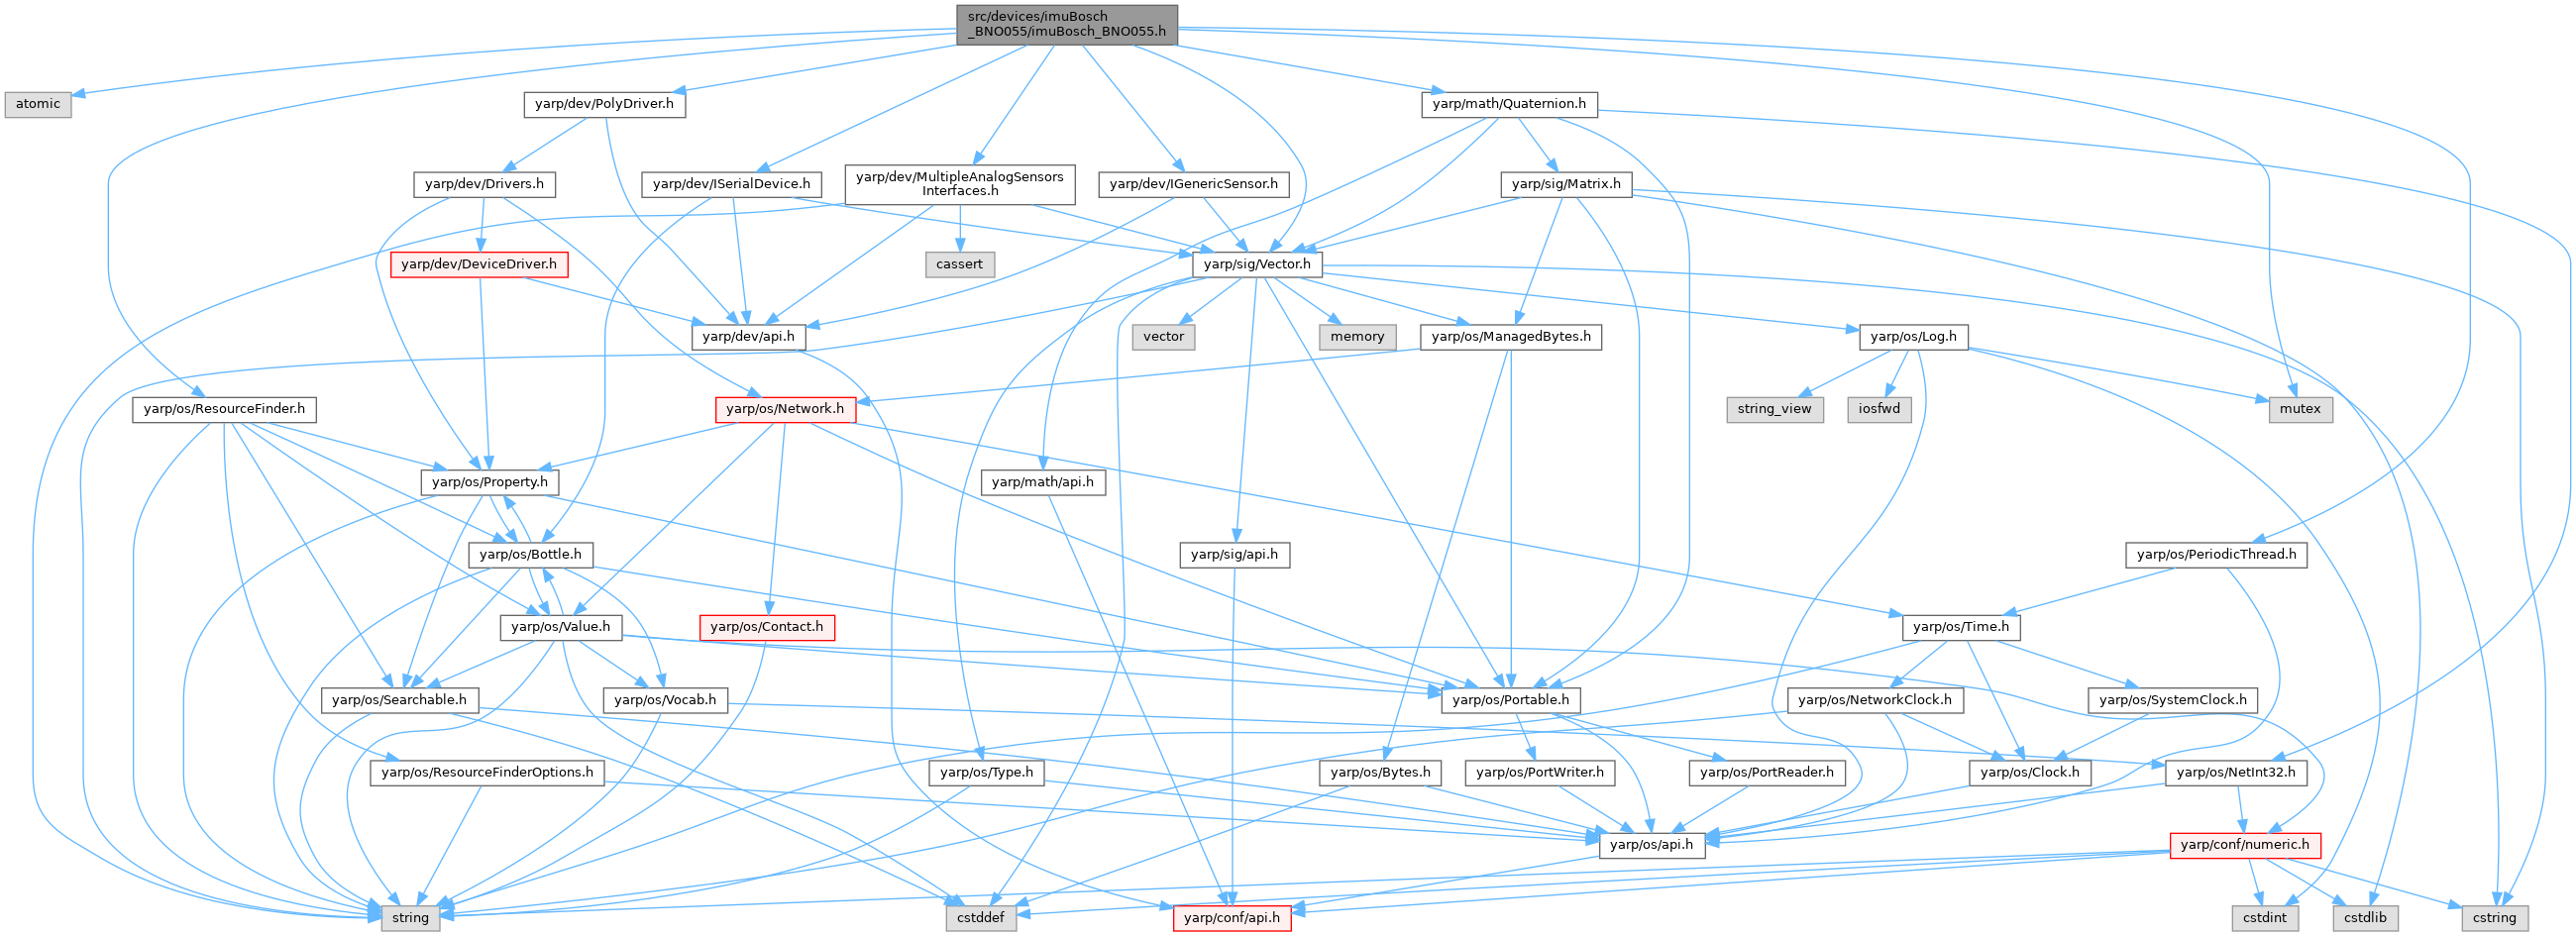 src/devices/imuBosch
_BNO055/imuBosch_BNO055.h
atomic
yarp/dev/PolyDriver.h
yarp/math/Quaternion.h
yarp/dev/Drivers.h
yarp/dev/ISerialDevice.h
yarp/dev/MultipleAnalogSensors
Interfaces.h
yarp/dev/IGenericSensor.h
yarp/sig/Matrix.h
yarp/dev/DeviceDriver.h
cassert
yarp/sig/Vector.h
yarp/dev/api.h
vector
memory
yarp/os/ManagedBytes.h
yarp/os/Log.h
yarp/os/ResourceFinder.h
yarp/os/Network.h
string_view
iosfwd
mutex
yarp/os/Property.h
yarp/math/api.h
yarp/os/Bottle.h
yarp/sig/api.h
yarp/os/PeriodicThread.h
yarp/os/Value.h
yarp/os/Contact.h
yarp/os/Time.h
yarp/os/Searchable.h
yarp/os/Vocab.h
yarp/os/Portable.h
yarp/os/NetworkClock.h
yarp/os/SystemClock.h
yarp/os/ResourceFinderOptions.h
yarp/os/Type.h
yarp/os/Bytes.h
yarp/os/PortWriter.h
yarp/os/PortReader.h
yarp/os/Clock.h
yarp/os/NetInt32.h
yarp/os/api.h
yarp/conf/numeric.h
string
cstddef
yarp/conf/api.h
cstdint
cstdlib
cstring